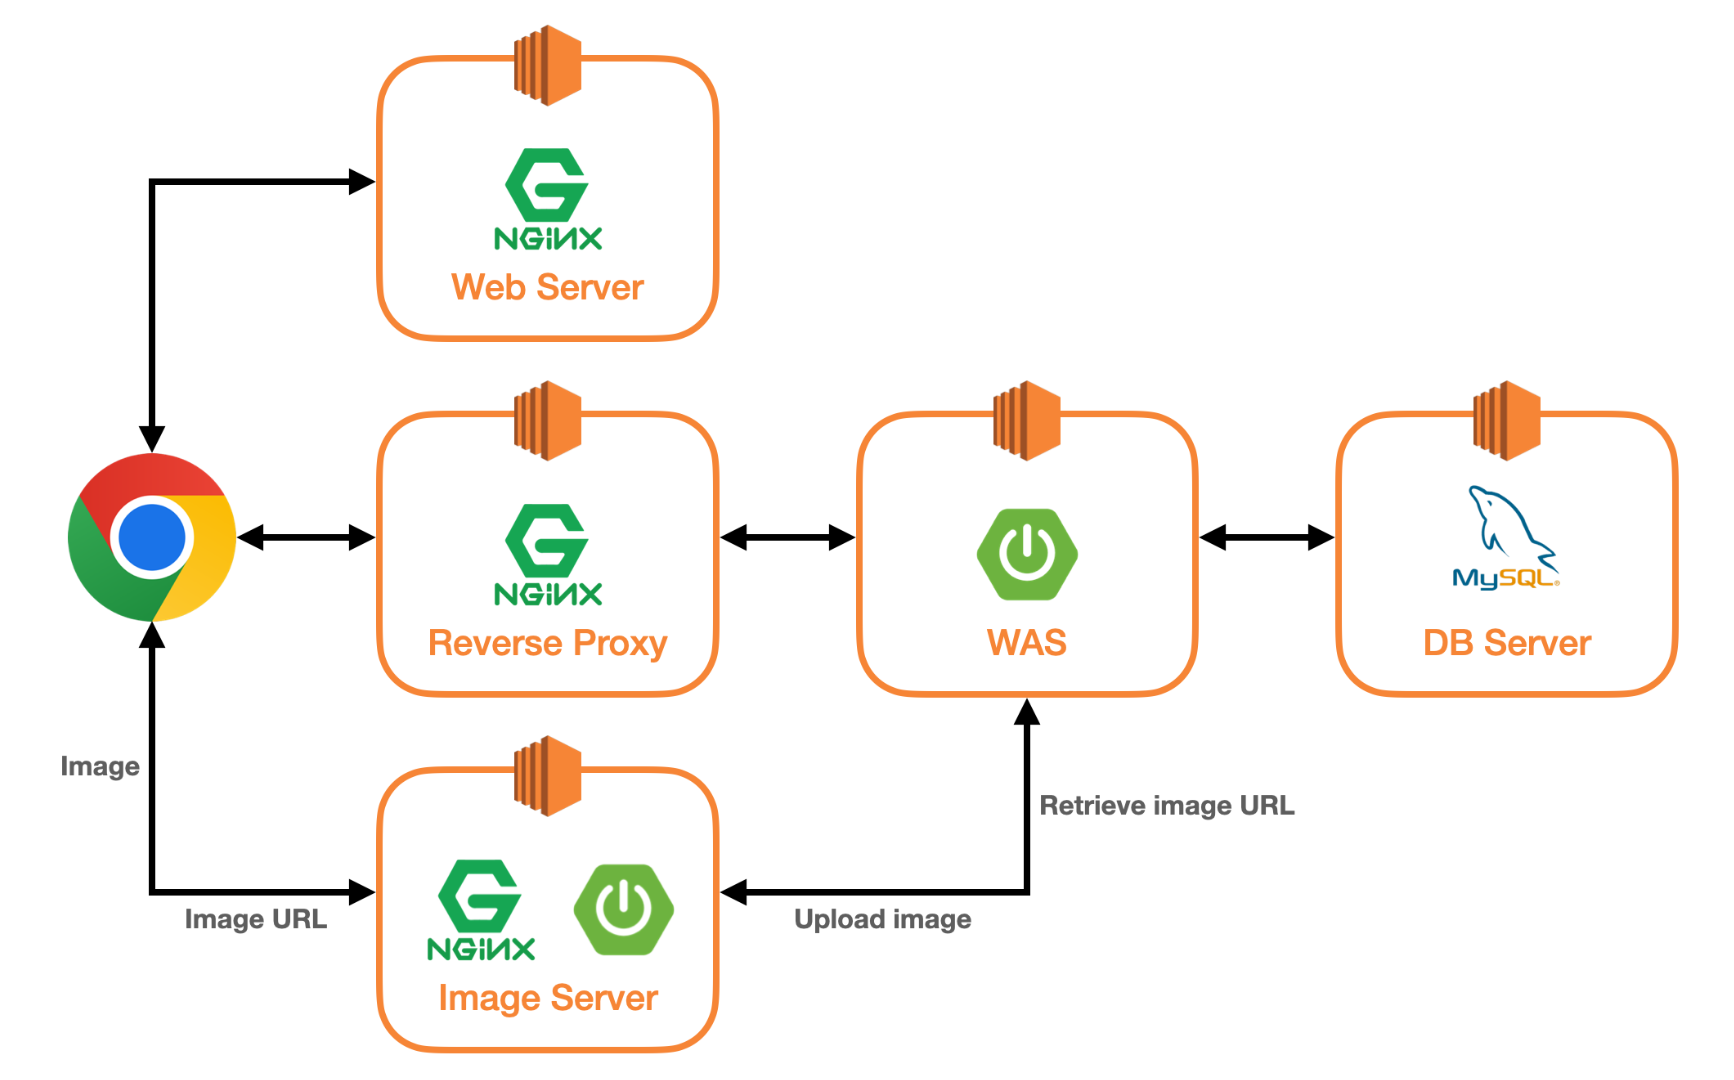 NGiNX
Web Server
NGiNX
Reverse Proxy
WAS
MySQL®
DB Server
Image
Image URL
NGiNX
Image Server
Upload image
Retrieve image URL